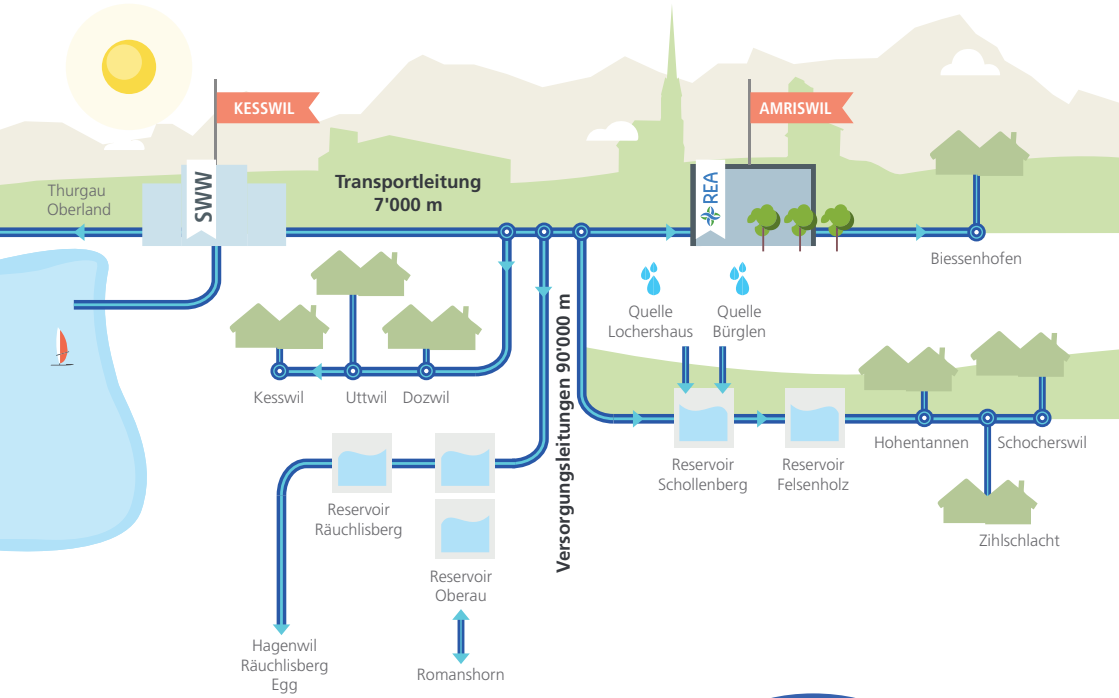 KESSWIL
AMRISWIL
SWW
REA
Thurgau
Oberland
Transportleitung
7'000 m
Biessenhofen
Quelle
Lochershaus
Quelle
Bürglen
Versorgungsleitungen 90'000 m
Kesswil
Uttwil
Dozwil
Hohentannen
Schocherswil
Reservoir
Schollenberg
Reservoir
Felsenholz
Zihlschlacht
Reservoir
Räuchlisberg
Reservoir
Oberau
Hagenwil
Räuchlisberg
Egg
Romanshorn